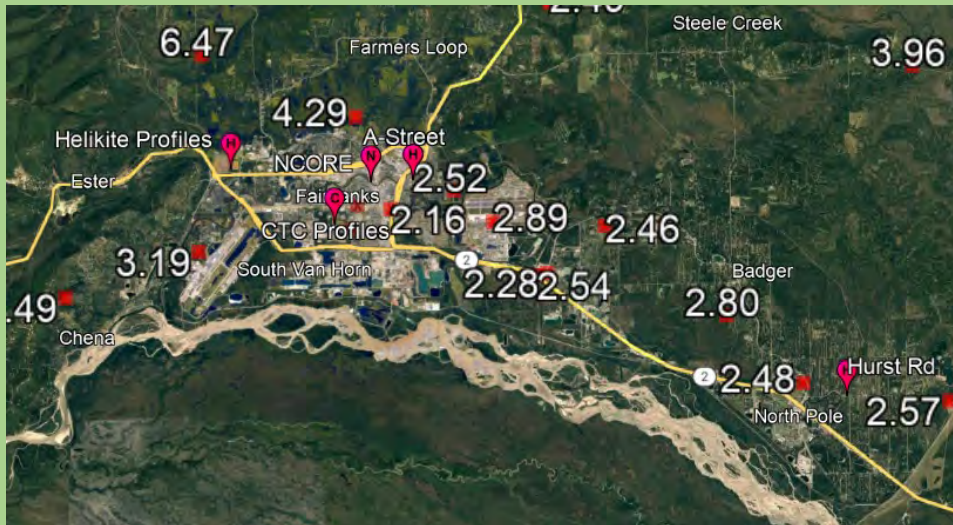 Steele Creek
6.47
Farmers Loop
3.96
4.29
A-Street
Helikite Profiles
H
N
H
NCORE
Ester
2.52
Fairbanks
C
2.16
2.89
2.46
CTC Profiles
3.19
South Van Horn
2
2.28
2.54
Badger
.49
2.80
Chena
2
2.48
Hurst Rd
North Pole
2.57